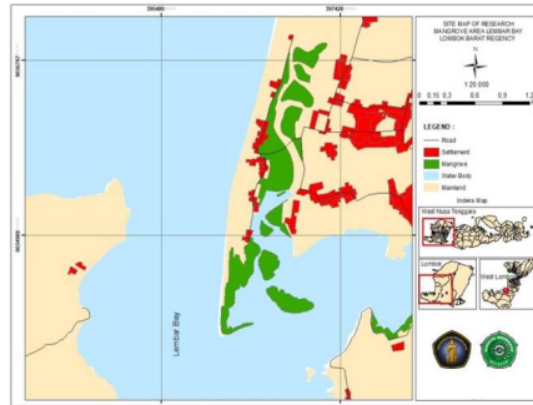 SITE MAP OF RESEARCH
MANGROVE AREA LEMBAR BAY
LOMBOK BARAT REGENCY
N
1:20.000
0 0.15 0.3 0.6 0.9 1.2
LEGEND :
Road
Settlement
Mangrove
Water Body
Mainland
Indeks Map
West Nusa Tenggara
Lombok
West Lombok
Lembar Bay